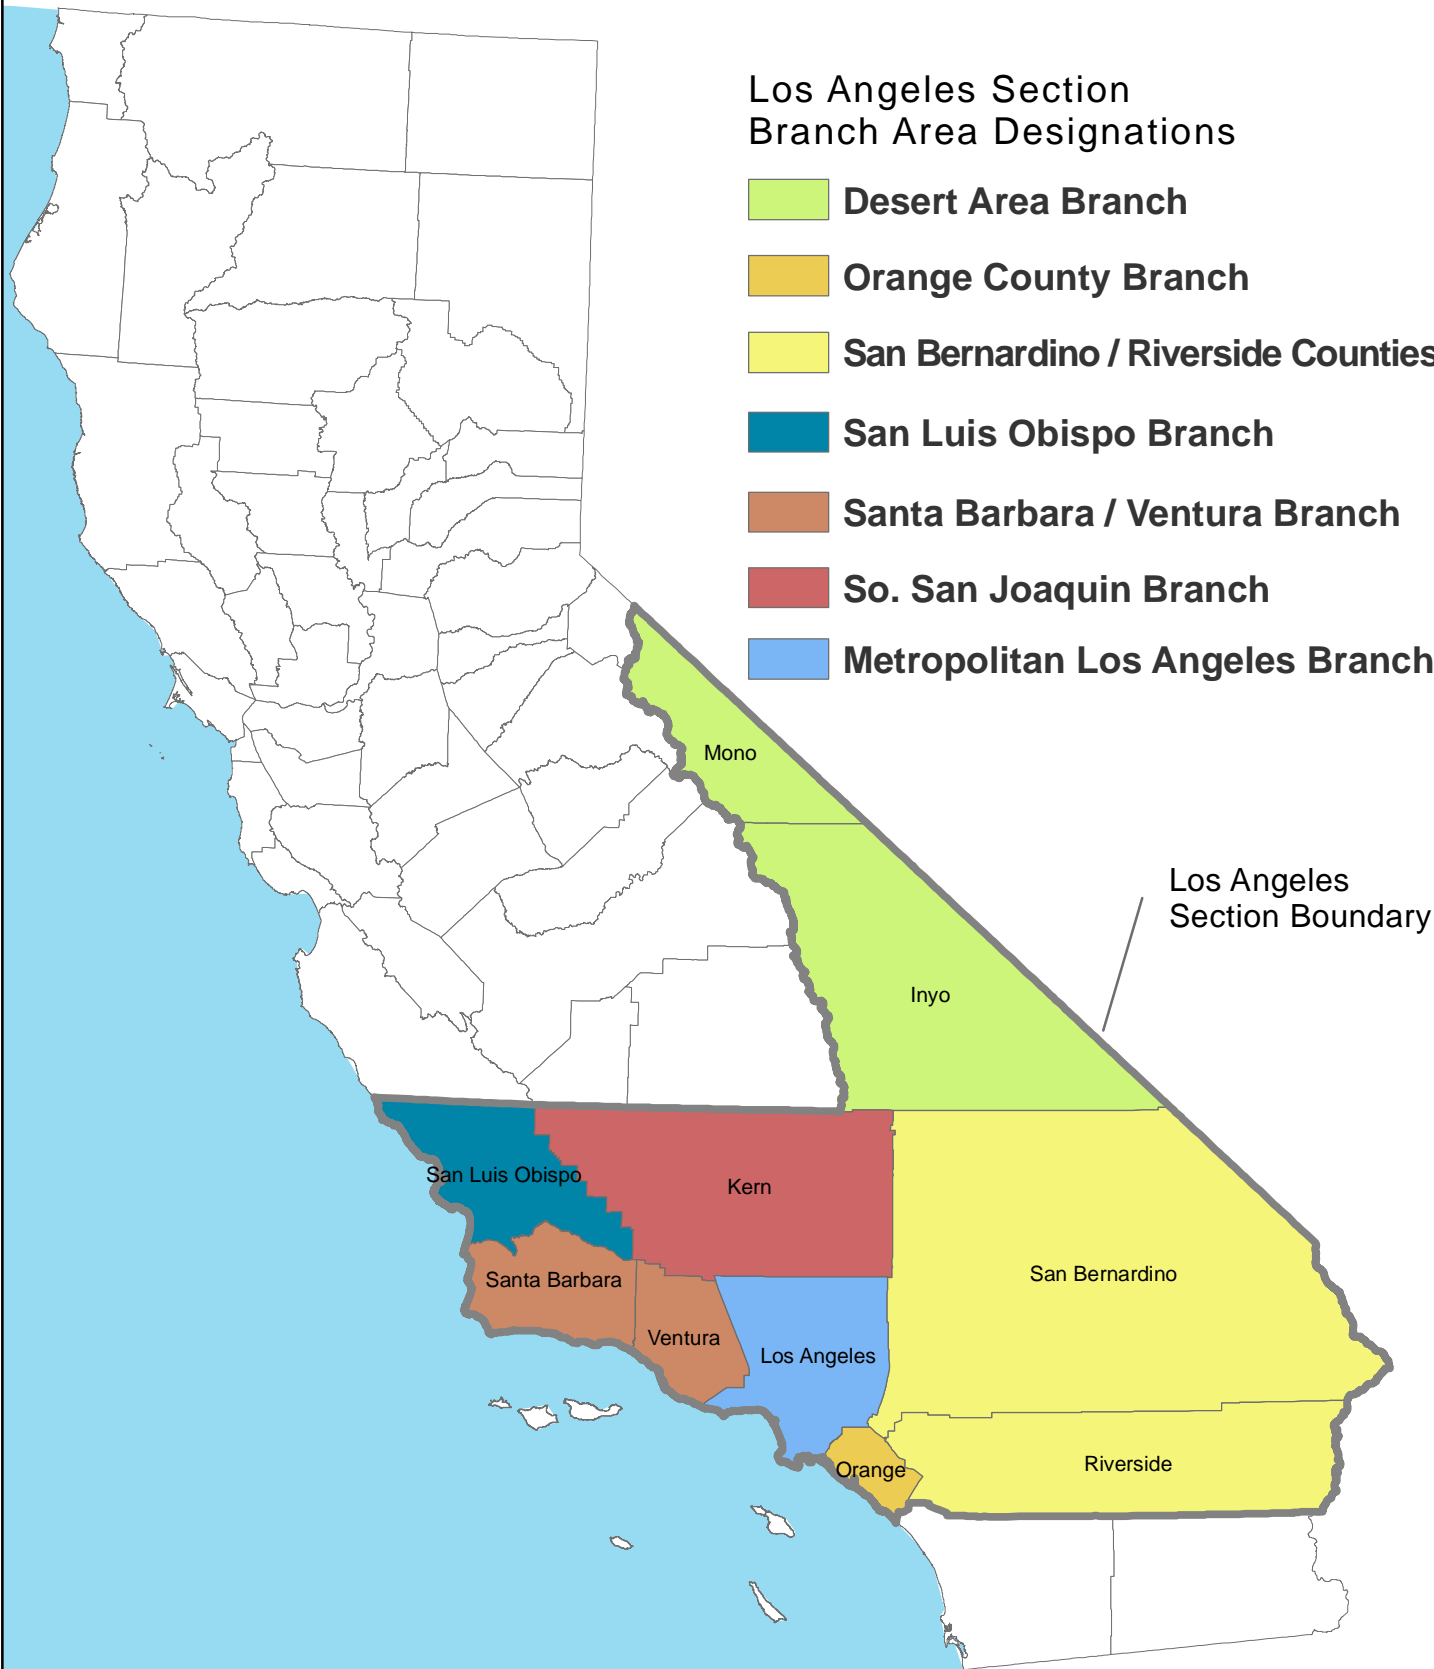 Los Angeles Section
Branch Area Designations
Desert Area Branch
Orange County Branch
San Bernardino / Riverside Counties
San Luis Obispo Branch
Santa Barbara / Ventura Branch
So. San Joaquin Branch
Metropolitan Los Angeles Branch
Mono
Los Angeles
Section Boundary
Inyo
San Luis Obispo
Kern
San Bernardino
Santa Barbara
Ventura
Los Angeles
Riverside
Orange